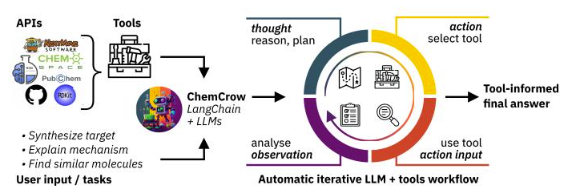 APIs
Tools
NextMove
SOFTWARE
CHEM
SPACE
PubChem
• Synthesize target
• Explain mechanism
• Find similar molecules
User input / tasks
ChemCrow
LangChain
+ LLMs
thought
reason, plan
action
select tool
analyse
observation
use tool
action input
Automatic iterative LLM + tools workflow
Tool-informed
final answer